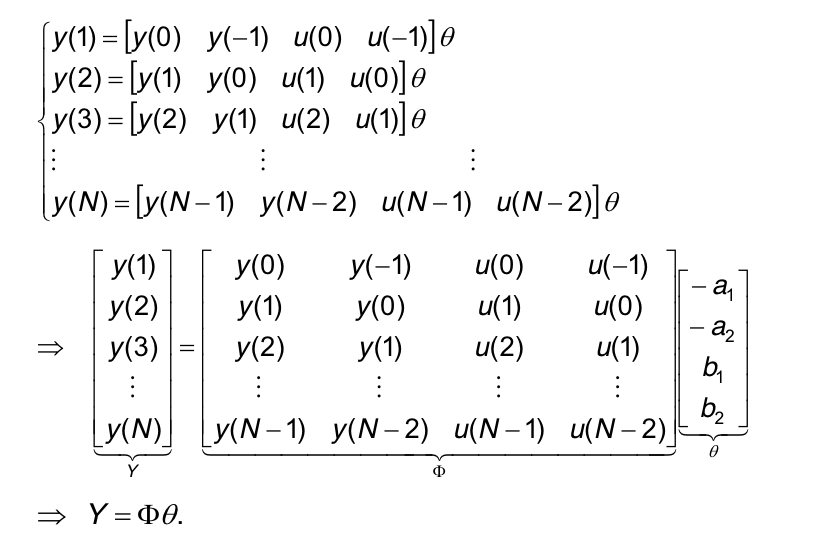 y(1) = [y(0) y(−1) u(0) u(−1)] θ
y(2) = [y(1) y(0) u(1) u(0)] θ
y(3) = [y(2) y(1) u(2) u(1)] θ
⋮ ⋮ ⋮
y(N) = [y(N−1) y(N−2) u(N−1) u(N−2)] θ
y(1) y(0) y(−1) u(0) u(−1) − a₁
y(2) y(1) y(0) u(1) u(0) − a₂
⇒ y(3) = y(2) y(1) u(2) u(1) b₁
⋮ ⋮ ⋮ ⋮ ⋮ b₂
y(N) y(N−1) y(N−2) u(N−1) u(N−2)
Y Φ θ
⇒ Y = Φθ.